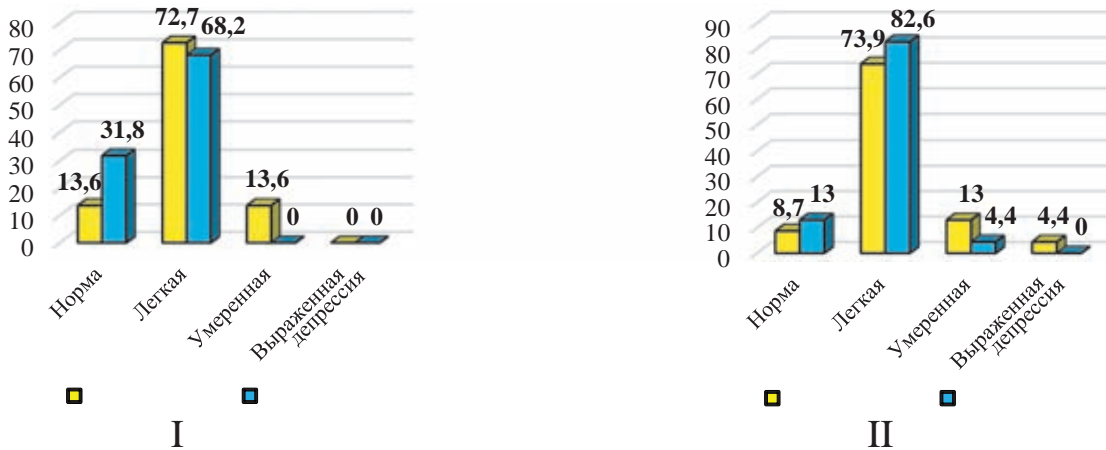 80
70
60
50
40
30
20
10
0
13,6
31,8
72,7
68,2
13,6
0
0
0
Норма
Легкая
Умеренная
Выраженная
депрессия
I
90
80
70
60
50
40
30
20
10
0
8,7
13
73,9
82,6
13
4,4
4,4
0
Норма
Легкая
Умеренная
Выраженная
депрессия
II